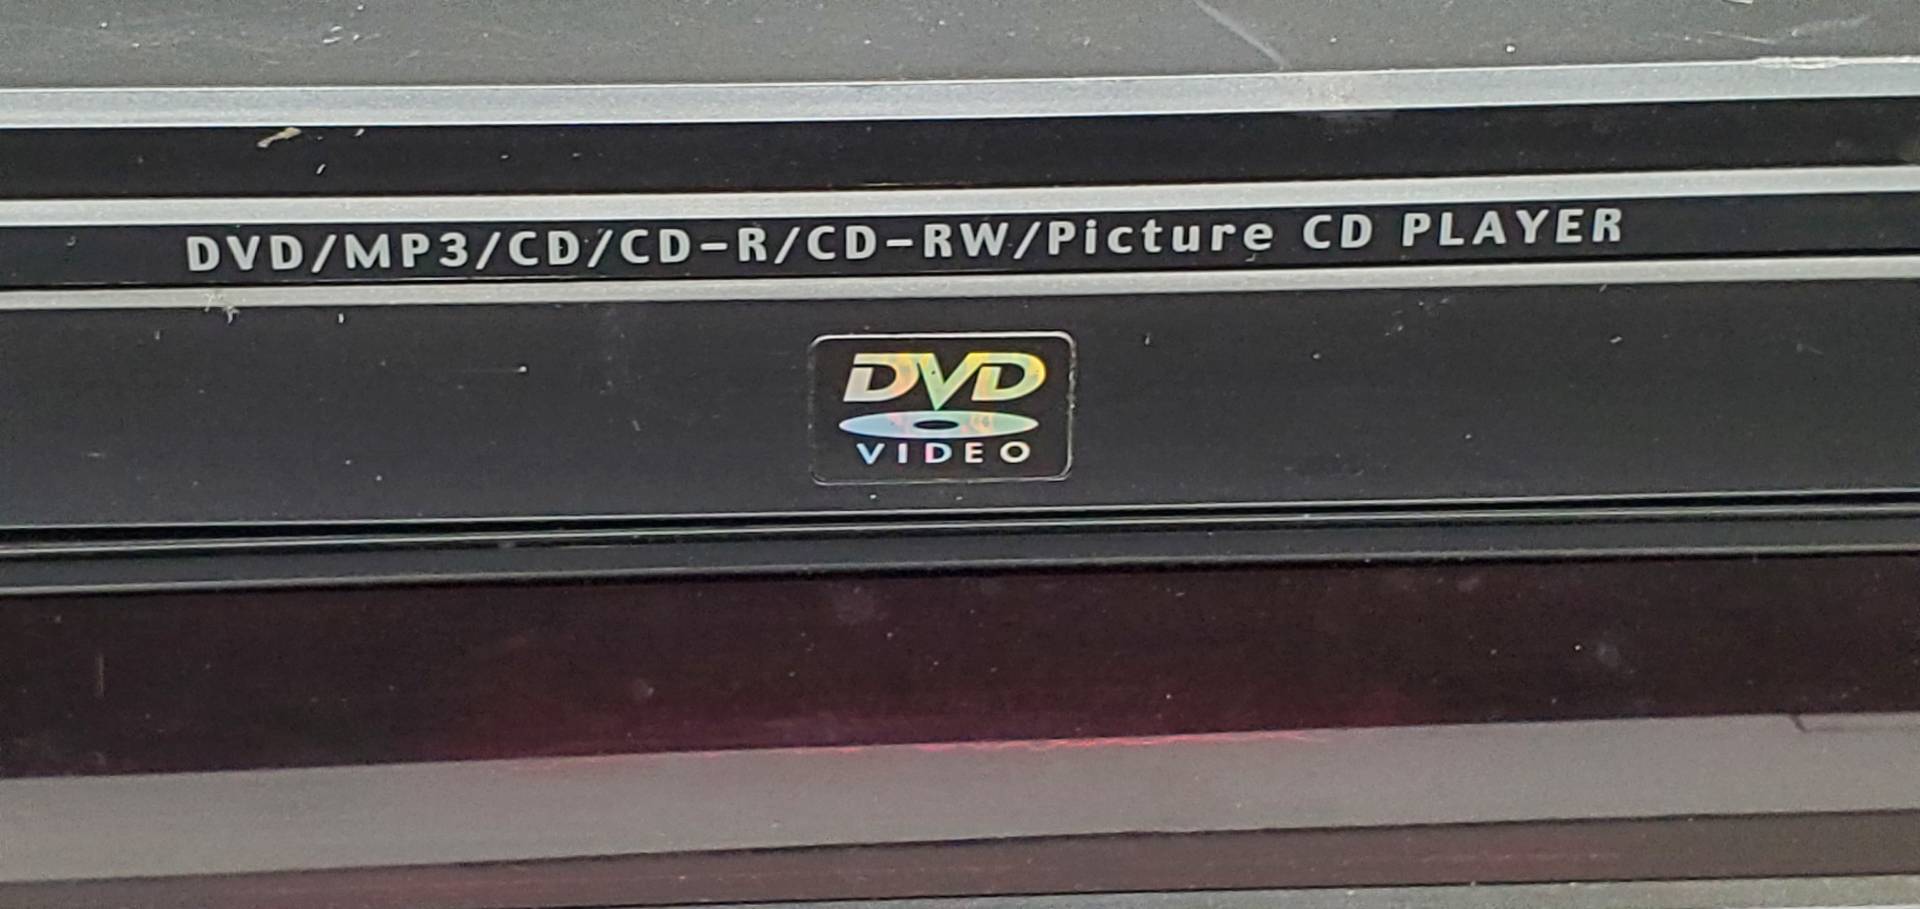 DVD/MP3/CD/CD-R/CD-RW/Picture CD PLAYER
DVD
VIDEO